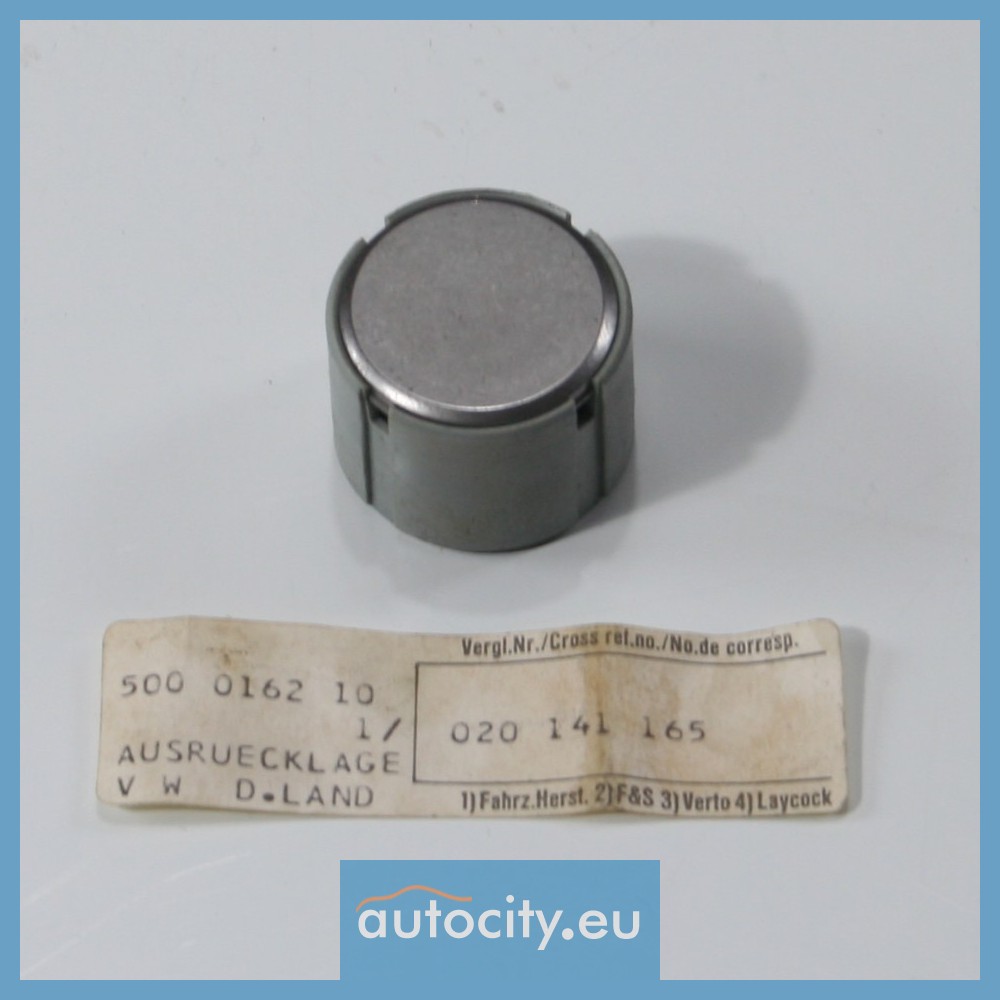 500 0162 10
1/
AUSRUECKLAGE
V W D.LAND
Vergl.Nr./Cross ref.no./No.de corresp.
020 141 165
1)Fahrz.Herst. 2)F&S 3)Verto 4)Laycock
autocity.eu